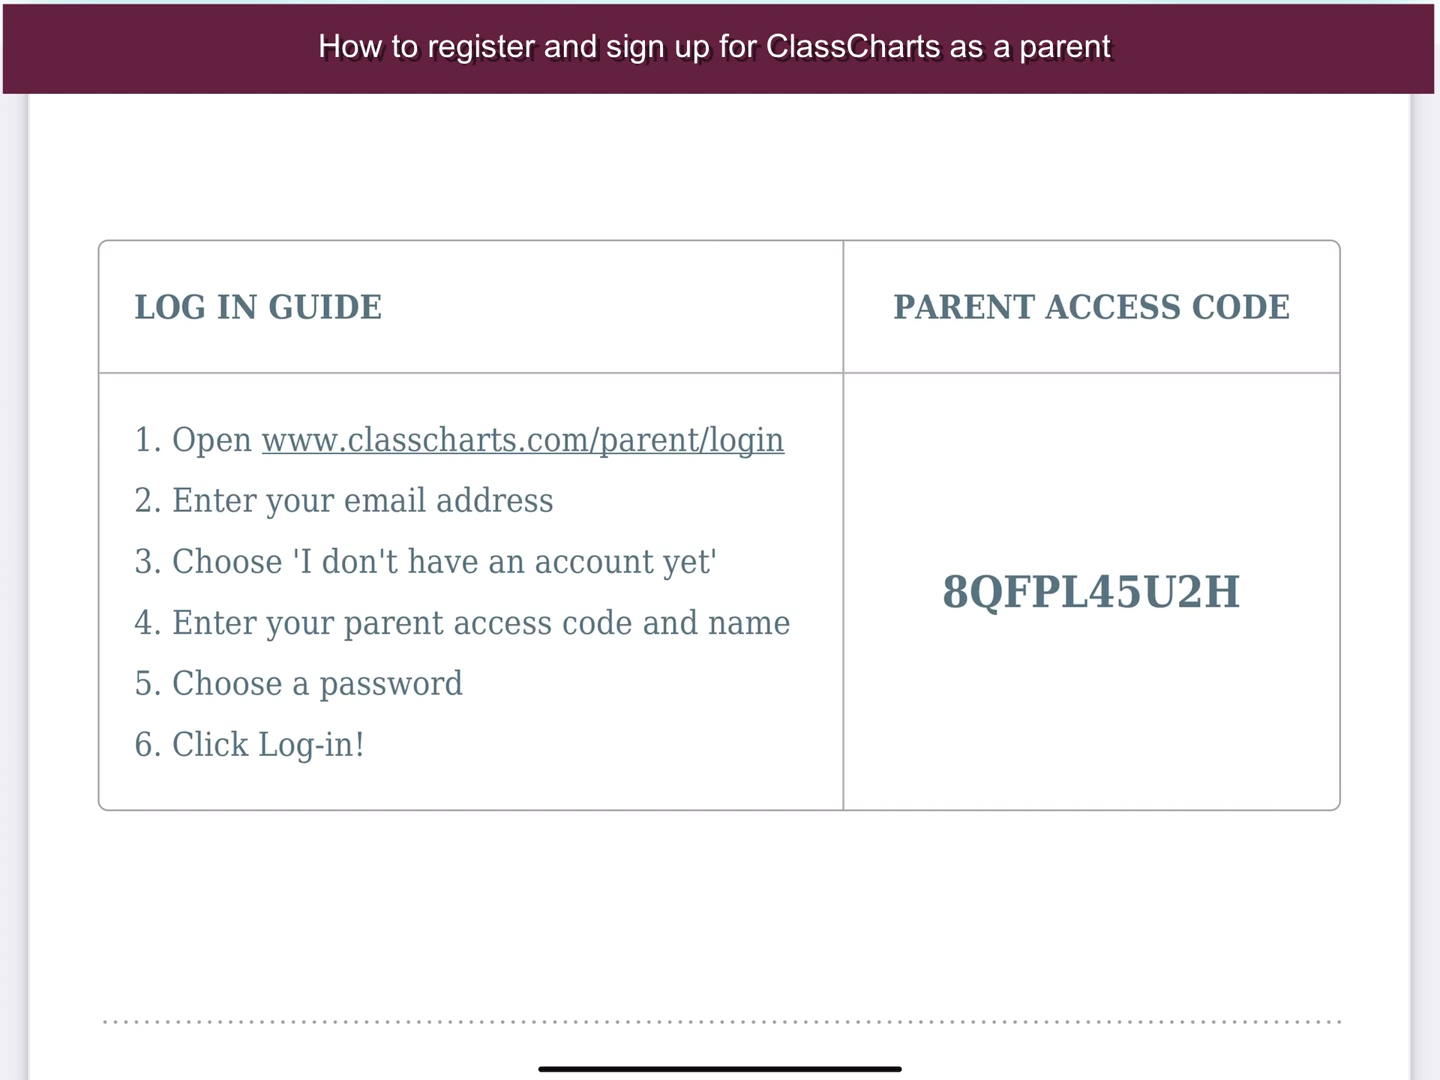 How to register and sign up for ClassCharts as a parent
LOG IN GUIDE
PARENT ACCESS CODE
1. Open www.classcharts.com/parent/login
2. Enter your email address
3. Choose 'I don't have an account yet'
4. Enter your parent access code and name
5. Choose a password
6. Click Log-in!
8QFPL45U2H